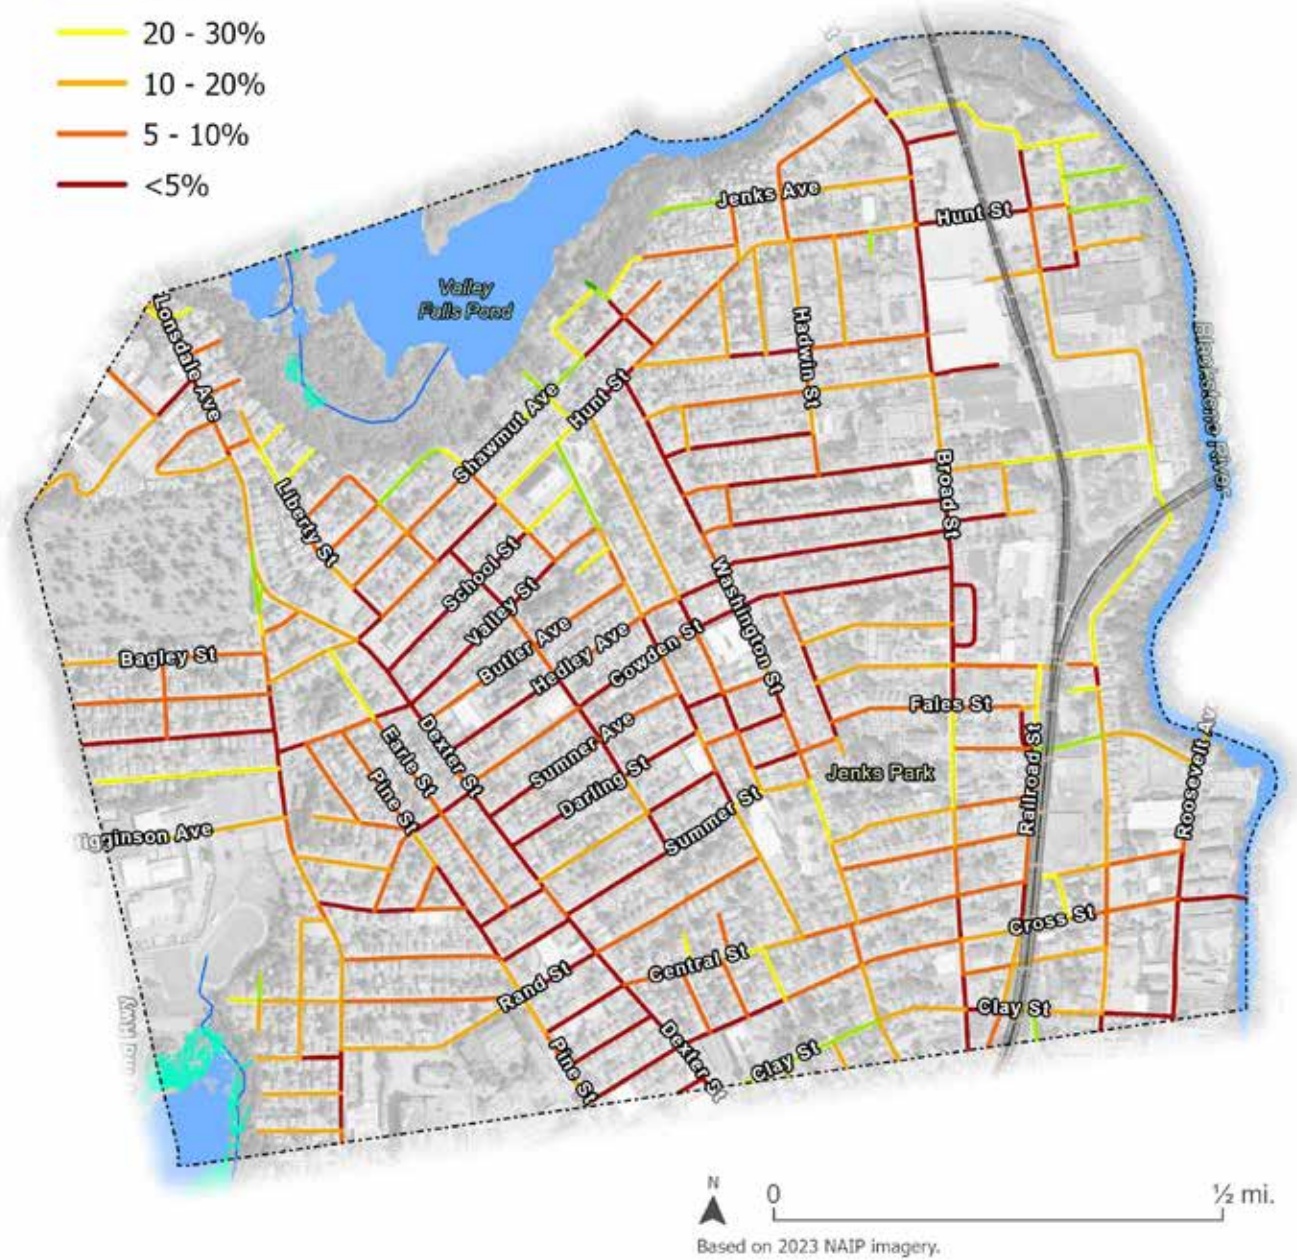 20 - 30%
10 - 20%
5 - 10%
<5%
Jenks Ave
Hunt St
Valley
Falls Pond
Lonsdale Ave
Hadwin St
Blackstone River
Hunt St
Shawmut Ave
Broad St
Liberty St
School St
Valley St
Washington St
Butler Ave
Hedley Ave
Cowden St
Bagley St
Fales St
Dexter St
Earle St
Summer Ave
Railroad St
Roosevelt Av
Jenks Park
Darling St
Pine St
Summer St
igginson Ave
Cross St
Central St
Rand St
Clay St
Pine St
Dexter St
Clay St
N
0
½ mi.
Based on 2023 NAIP imagery.